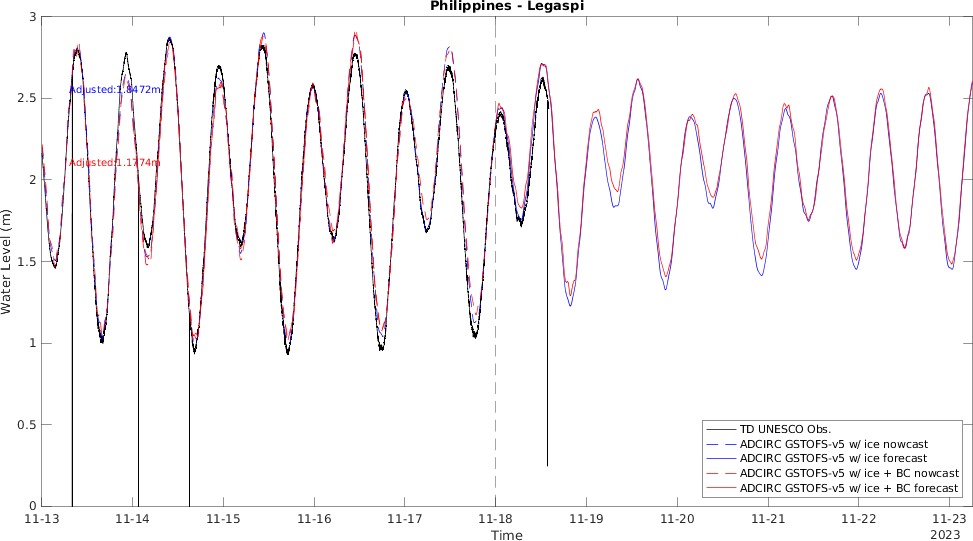 Philippines - Legaspi
Water Level (m)
3
2.5
2
1.5
1
0.5
0
Adjusted:1.8472m
Adjusted:1.1774m
TD UNESCO Obs.
ADCIRC GSTOFS-v5 w/ ice nowcast
ADCIRC GSTOFS-v5 w/ ice forecast
ADCIRC GSTOFS-v5 w/ ice + BC nowcast
ADCIRC GSTOFS-v5 w/ ice + BC forecast
11-13 11-14 11-15 11-16 11-17 11-18 11-19 11-20 11-21 11-22 11-23
Time
2023